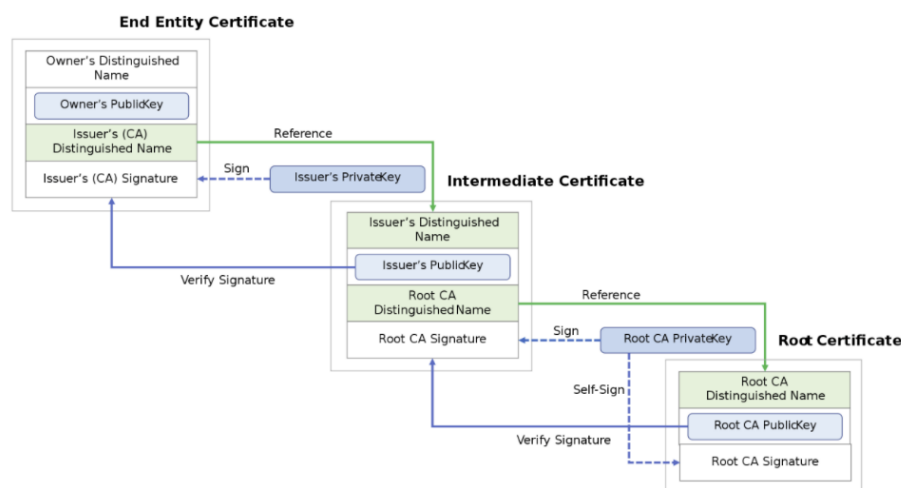 End Entity Certificate
Owner's Distinguished
Name
Owner's PublicKey
Issuer's (CA)
Distinguished Name
Issuer's (CA) Signature
Reference
Sign
Issuer's PrivateKey
Intermediate Certificate
Issuer's Distinguished
Name
Issuer's PublicKey
Verify Signature
Root CA
Distinguished Name
Root CA Signature
Reference
Sign
Root CA PrivateKey
Root Certificate
Self-Sign
Root CA
Distinguished Name
Root CA PublicKey
Verify Signature
Root CA Signature